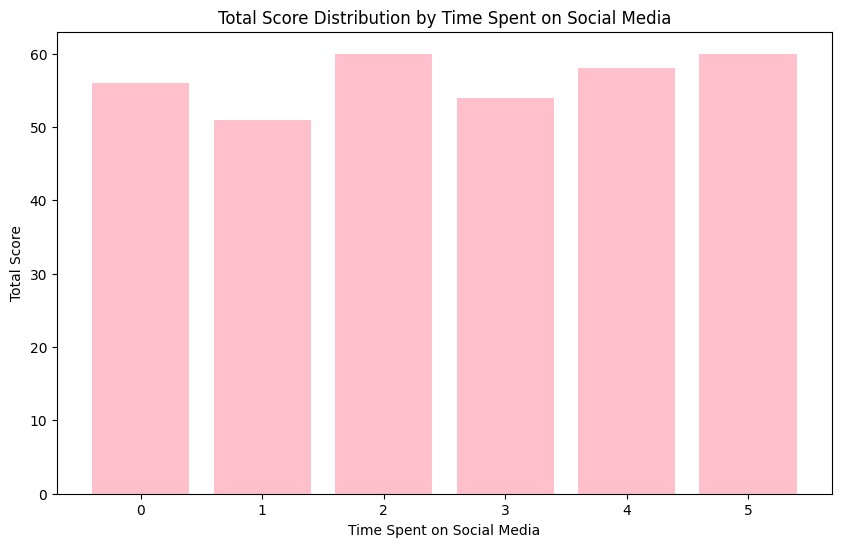 Total Score Distribution by Time Spent on Social Media
60
50
40
30
20
10
0
Total Score
0 1 2 3 4 5
Time Spent on Social Media